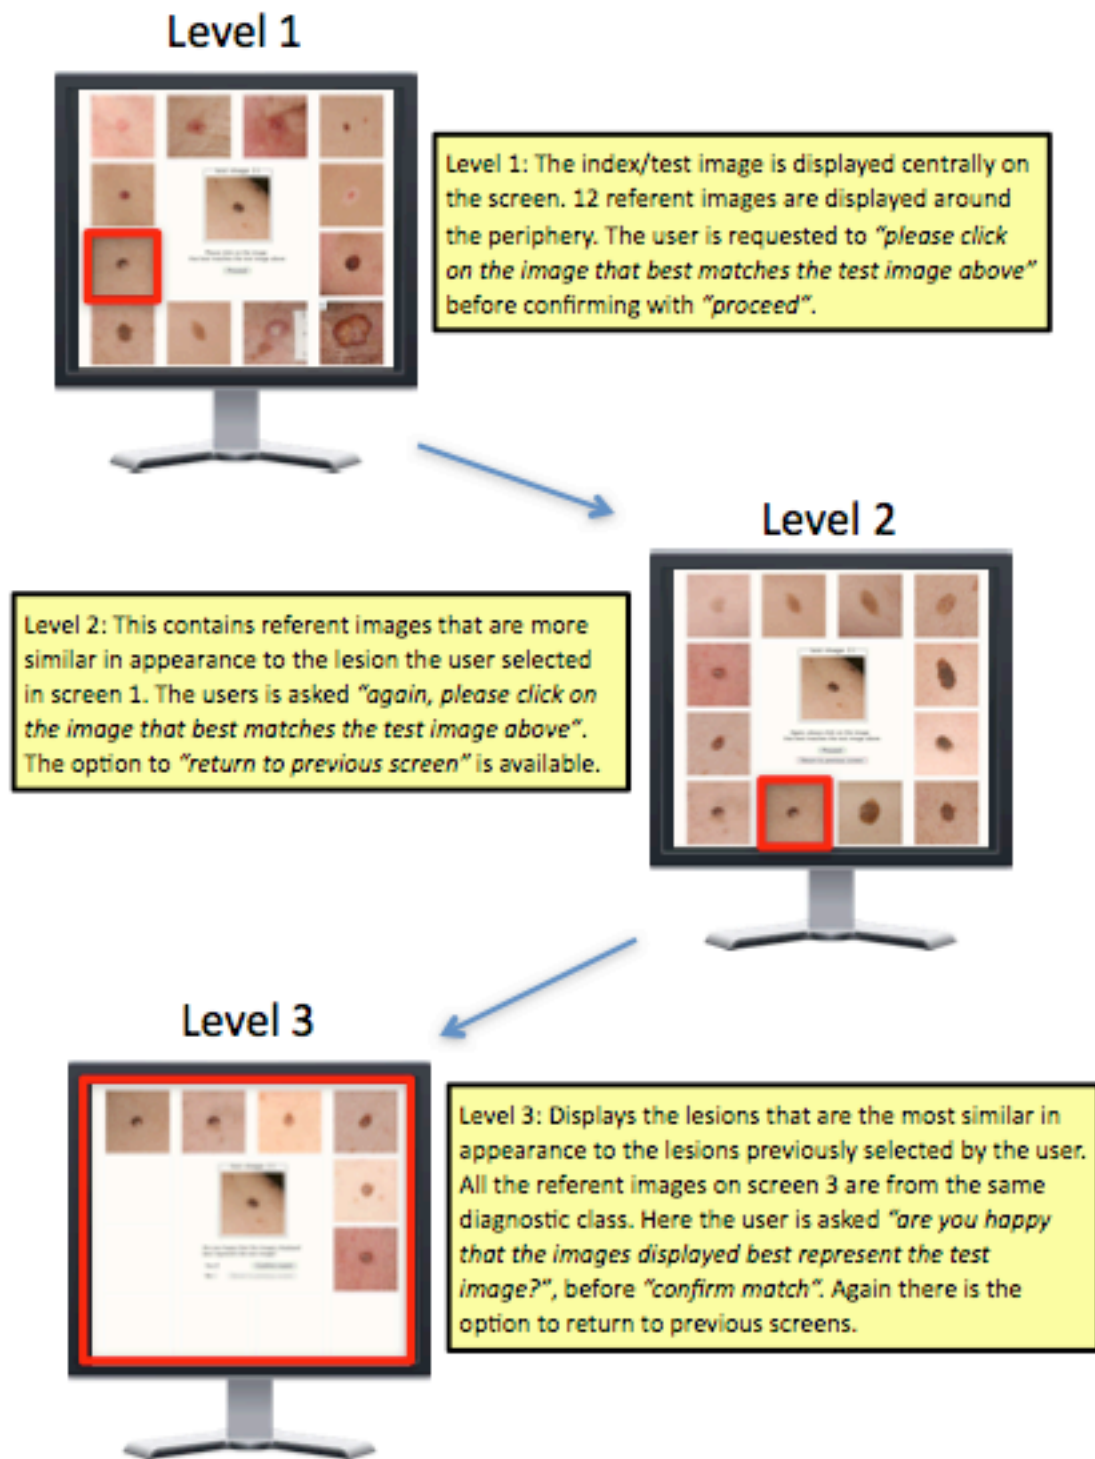 Level 1
Level 1: The index/test image is displayed centrally on
the screen. 12 referent images are displayed around
the periphery. The user is requested to “please click
on the image that best matches the test image above”
before confirming with “proceed”.
Level 2
Level 2: This contains referent images that are more
similar in appearance to the lesion the user selected
in screen 1. The users is asked “again, please click on
the image that best matches the test image above”.
The option to “return to previous screen” is available.
Level 3
Level 3: Displays the lesions that are the most similar in
appearance to the lesions previously selected by the user.
All the referent images on screen 3 are from the same
diagnostic class. Here the user is asked “are you happy
that the images displayed best represent the test
image?”, before “confirm match”. Again there is the
option to return to previous screens.